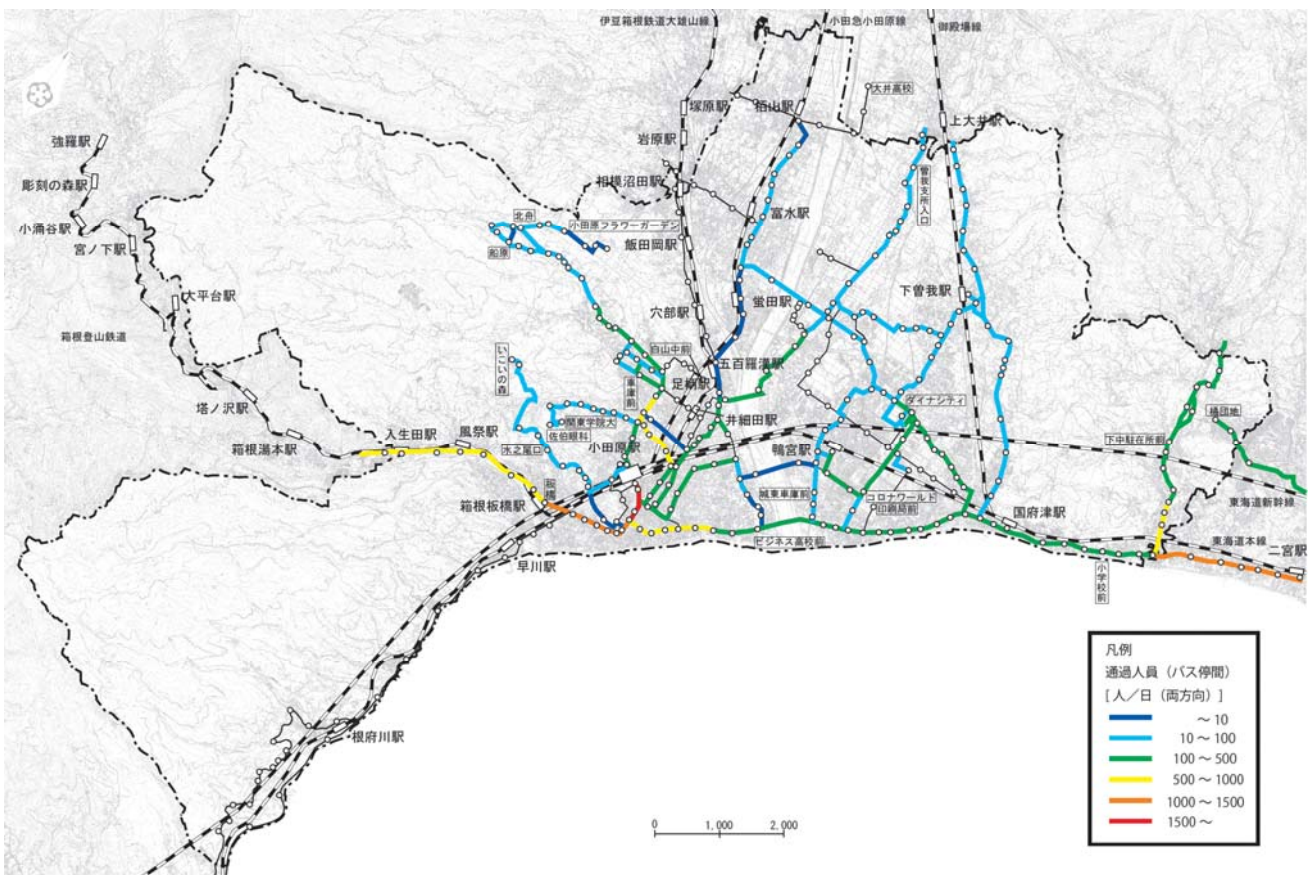 伊豆箱根鉄道大雄山線
小田急小田原線
御殿場線
大井高校
塚原駅
栢山駅
上大井駅
強羅駅
岩原駅
彫刻の森駅
相模沼田駅
曽我支所入口
小涌谷駅
北舟
小田原フラワーガーデン
富水駅
宮ノ下駅
船原
飯田岡駅
大平台駅
下曽我駅
穴部駅
蛍田駅
箱根登山鉄道
いこいの森
白山中前
五百羅漢駅
足柄駅
車庫前
塔ノ沢駅
ダイナシティ
橘団地
関東学院大
井細田駅
入生田駅
風祭駅
佐伯眼科
下中駐在所前
箱根湯本駅
水之尾口
小田原駅
鴨宮駅
板橋
城東車庫前
コロナワールド
東海道新幹線
箱根板橋駅
印刷局前
国府津駅
東海道本線
ビジネス高校前
二宮駅
早川駅
小学校前
根府川駅
凡例
通過人員（バス停間）
[ 人／日（両方向）]
～10
10～100
100～500
500～1000
1000～1500
1500～
0 1,000 2,000